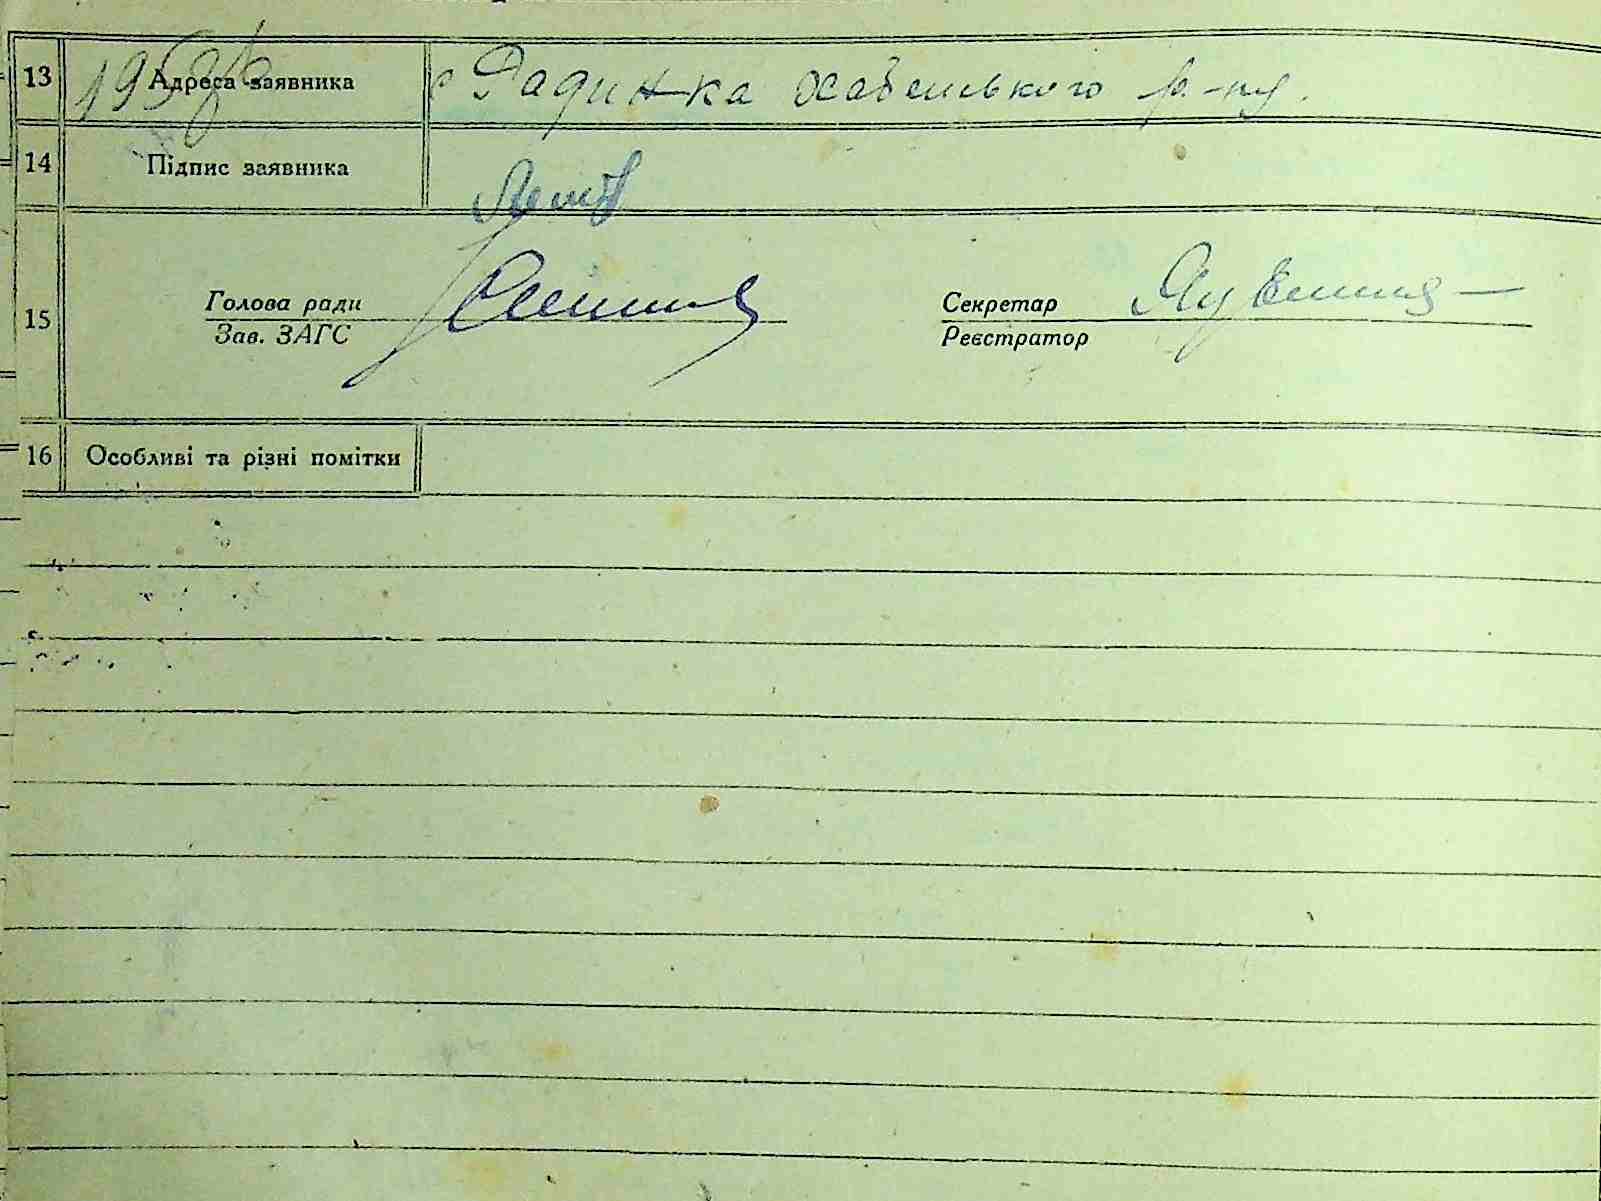 13 Адреса заявника с Радинка Хабенського р-ну.
14 Підпис заявника
15
Голова ради Секретар
Зав. ЗАГС Реєстратор
16 Особливі та різні помітки